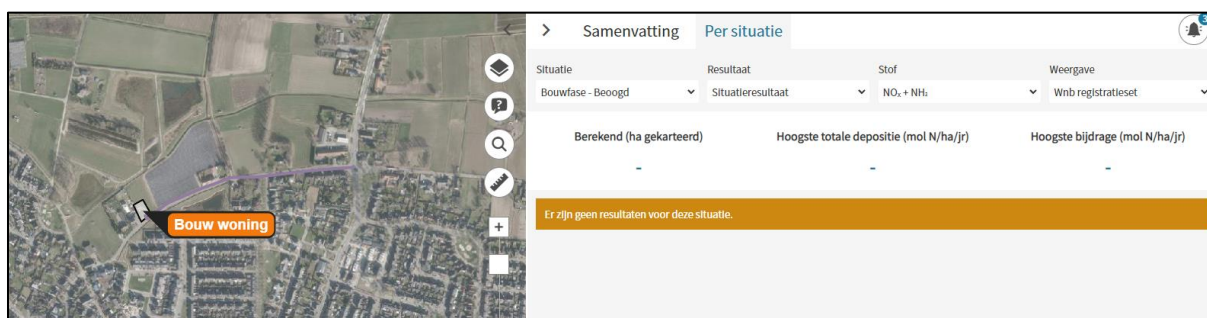 Samenvatting Per situatie
3
Situatie Resultaat Stof Weergave
Bouwfase - Beoogd Situatieresultaat NOₓ + NH₃ Wnb registratieset
Berekend (ha gekarteerd) Hoogste totale depositie (mol N/ha/jr) Hoogste bijdrage (mol N/ha/jr)
- - -
Er zijn geen resultaten voor deze situatie.
Bouw woning